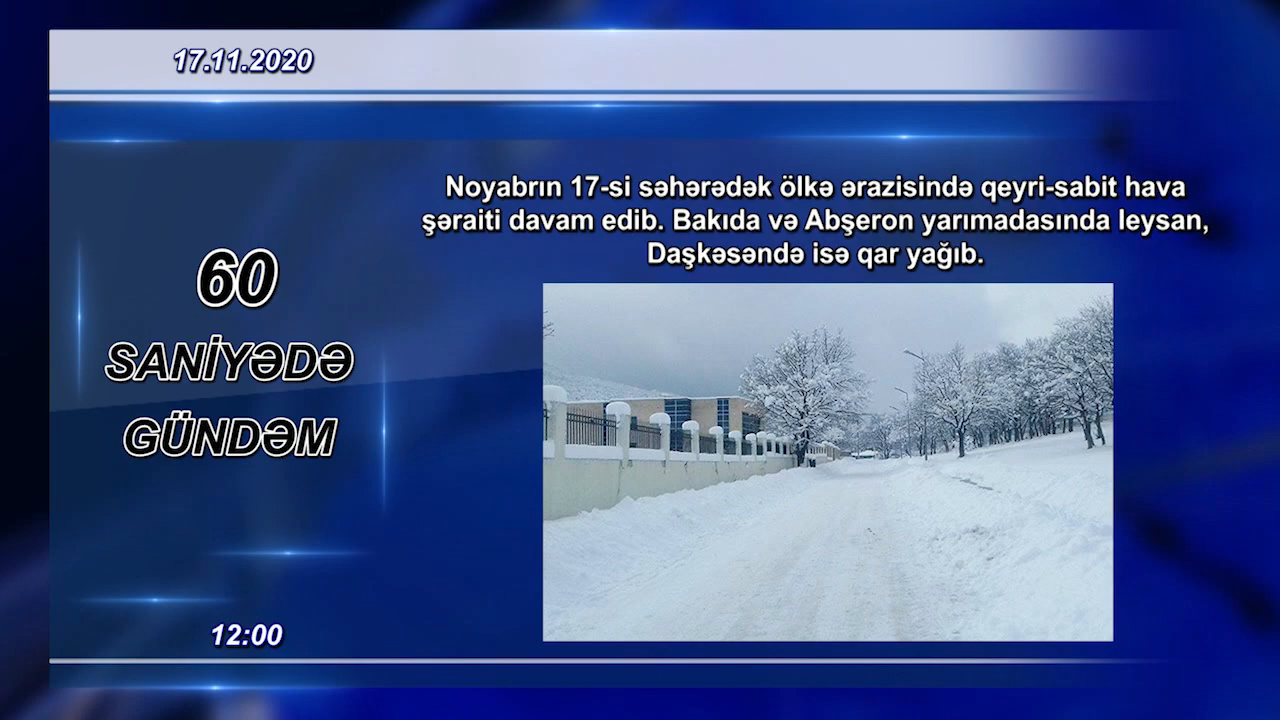 17.11.2020
Noyabrın 17-si səhərədək ölkə ərazisində qeyri-sabit hava
şəraiti davam edib. Bakıda və Abşeron yarımadasında leysan,
Daşkəsəndə isə qar yağıb.
60
SANİYƏDƏ
GÜNDƏM
12:00